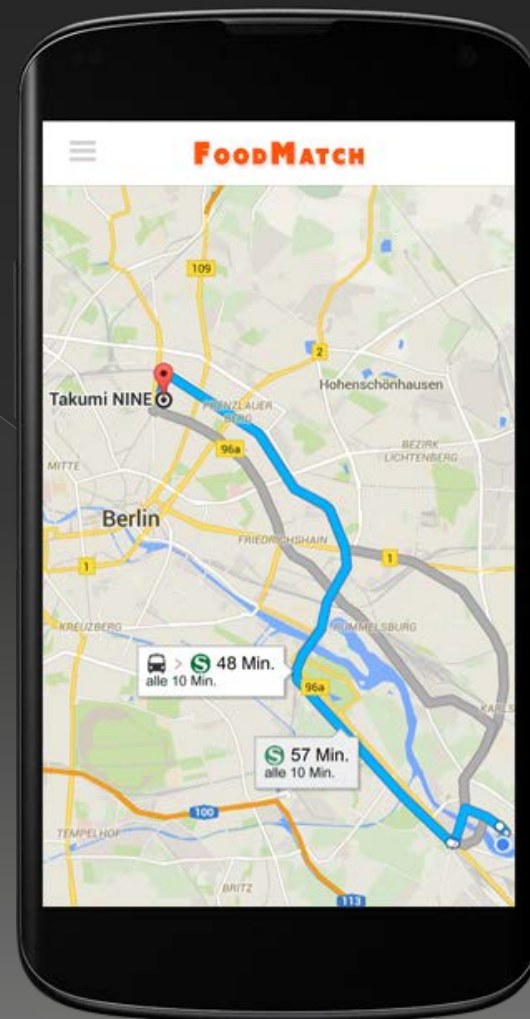 FOODMATCH
109
2
Takumi NINE
Hohenschönhausen
PRENZLAUER
BERG
96a
BEZIRK
LICHTENBERG
MITTE
Berlin
FRIEDRICHSHAIN
1
1
KREUZBERG
RUMMELSBURG
> S 48 Min.
alle 10 Min.
96a
KARLS
S 57 Min.
alle 10 Min.
100
TEMPELHOF
BRITZ
113